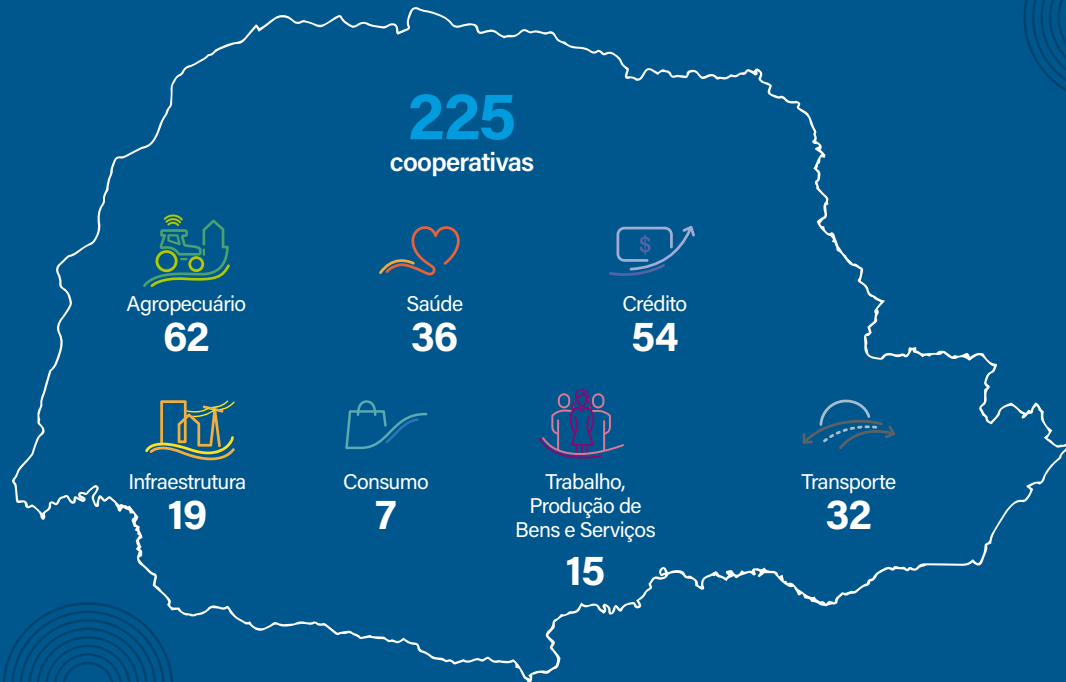 225
cooperativas
$
Agropecuário
62
Saúde
36
Crédito
54
Infraestrutura
19
Consumo
7
Trabalho,
Produção de
Bens e Serviços
15
Transporte
32